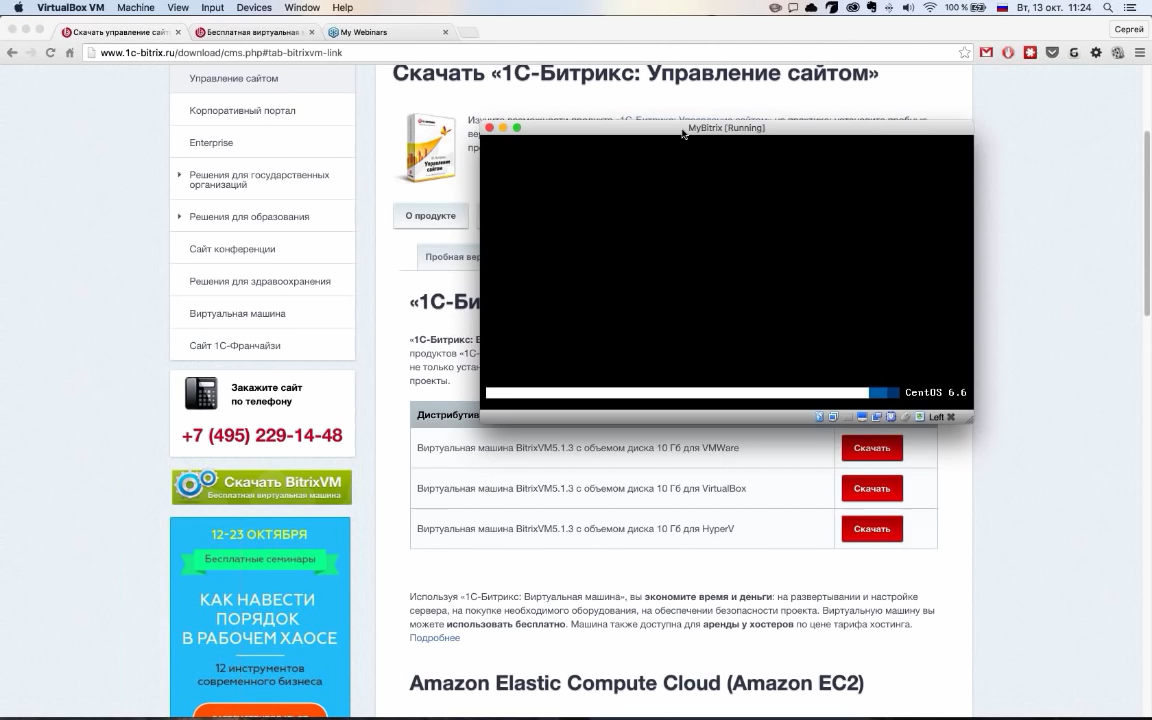 VirtualBox VM Machine View Input Devices Window Help
100 % Вт, 13 окт. 11:24
Скачать управление сайт
Бесплатная виртуальная
My Webinars
Сергей
www.1c-bitrix.ru/download/cms.php#tab-bitrixvm-link
Управление сайтом
Корпоративный портал
Enterprise
Решения для государственных
организаций
Решения для образования
Сайт конференции
Решения для здравоохранения
Виртуальная машина
Сайт 1С-Франчайзи
Закажите сайт
по телефону
+7 (495) 229-14-48
Скачать BitrixVM
Бесплатная виртуальная машина
12-23 ОКТЯБРЯ
Бесплатные семинары
КАК НАВЕСТИ
ПОРЯДОК
В РАБОЧЕМ ХАОСЕ
12 инструментов
современного бизнеса
Скачать «1С-Битрикс: Управление сайтом»
О продукте
Пробная вер
«1С-Би
«1С-Битрикс: В
продуктов «1С-
не только устан
проекты.
MyBitrix [Running]
CentOS 6.6
Left ⌘
Дистрибутив
Виртуальная машина BitrixVM5.1.3 с объемом диска 10 Гб для VMWare Скачать
Виртуальная машина BitrixVM5.1.3 с объемом диска 10 Гб для VirtualBox Скачать
Виртуальная машина BitrixVM5.1.3 с объемом диска 10 Гб для HyperV Скачать
Используя «1С-Битрикс: Виртуальная машина», вы экономите время и деньги: на развертывании и настройке
сервера, на покупке необходимого оборудования, на обеспечении безопасности проекта. Виртуальную машину вы
можете использовать бесплатно. Машина также доступна для аренды у хостеров по цене тарифа хостинга.
Подробнее
Amazon Elastic Compute Cloud (Amazon EC2)